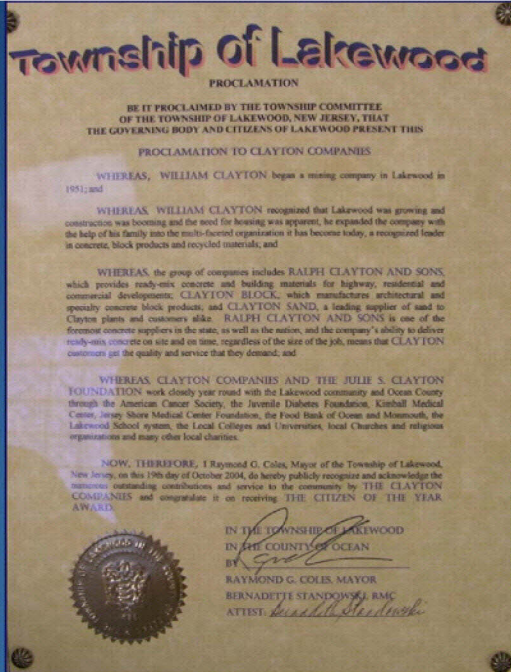 Township of Lakewood
PROCLAMATION
BE IT PROCLAIMED BY THE TOWNSHIP COMMITTEE
OF THE TOWNSHIP OF LAKEWOOD, NEW JERSEY, THAT
THE GOVERNING BODY AND CITIZENS OF LAKEWOOD PRESENT THIS
PROCLAMATION TO CLAYTON COMPANIES
WHEREAS, WILLIAM CLAYTON began a mining company in Lakewood in
1951; and
WHEREAS, WILLIAM CLAYTON recognized that Lakewood was growing and
construction was booming and the need for housing was apparent, he expanded the company with
the help of his family into the multi-faceted organization it has become today, a recognized leader
in concrete, block products and recycled materials; and
WHEREAS, the group of companies includes RALPH CLAYTON AND SONS,
which provides ready-mix concrete and building materials for highway, residential and
commercial developments; CLAYTON BLOCK, which manufactures architectural and
specialty concrete block products; and CLAYTON SAND, a leading supplier of sand to
Clayton plants and customers alike. RALPH CLAYTON AND SONS is one of the
foremost concrete suppliers in the state, as well as the nation, and the company's ability to deliver
ready-mix concrete on site and on time, regardless of the size of the job, means that CLAYTON
customers get the quality and service that they demand; and
WHEREAS, CLAYTON COMPANIES AND THE JULIE S. CLAYTON
FOUNDATION work closely year round with the Lakewood community and Ocean County
through the American Cancer Society, the Juvenile Diabetes Foundation, Kimball Medical
Center, Jersey Shore Medical Center Foundation, the Food Bank of Ocean and Monmouth, the
Lakewood School system, the Local Colleges and Universities, local Churches and religious
organizations and many other local charities.
NOW, THEREFORE, I Raymond G. Coles, Mayor of the Township of Lakewood,
New Jersey, on this 19th day of October 2004, do hereby publicly recognize and acknowledge the
numerous outstanding contributions and service to the community by THE CLAYTON
COMPANIES and congratulate it on receiving THE CITIZEN OF THE YEAR
AWARD.
IN THE TOWNSHIP OF LAKEWOOD
IN THE COUNTY OF OCEAN
BY
RAYMOND G. COLES, MAYOR
BERNADETTE STANDOWSKI, RMC
ATTEST: Bernadette Standowski